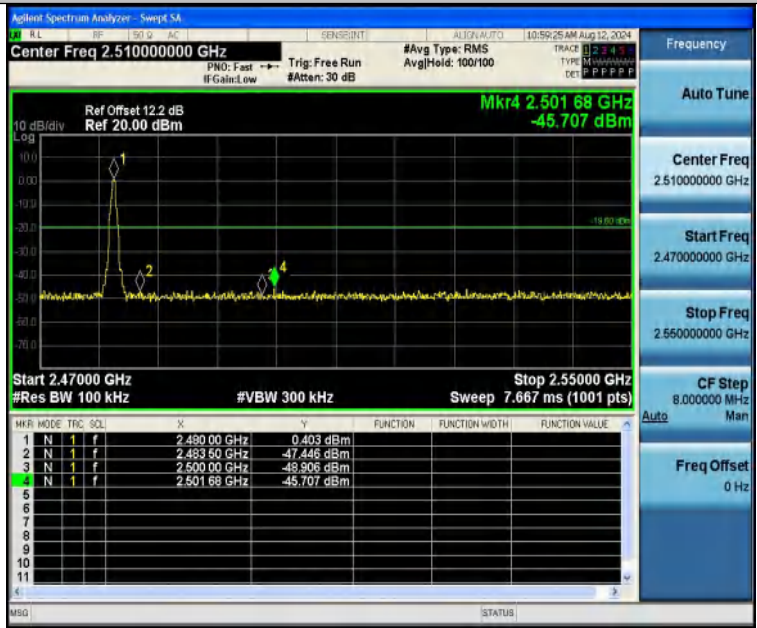 Agilent Spectrum Analyzer - Swept SA
RL RF 50 Ω AC SENSE:INT ALIGN AUTO 10:59:25 AM Aug 12, 2024
Center Freq 2.510000000 GHz
PNO: Fast
IFGain:Low
Trig: Free Run
#Atten: 30 dB
#Avg Type: RMS
Avg|Hold: 100/100
TRACE 1 2 3 4 5
TYPE
DET P P P P P P
Frequency
Auto Tune
Center Freq
2.510000000 GHz
Start Freq
2.470000000 GHz
Stop Freq
2.550000000 GHz
CF Step
8.000000 MHz
Auto Man
Freq Offset
0 Hz
Mkr4 2.501 68 GHz
-45.707 dBm
Ref Offset 12.2 dB
10 dB/div Ref 20.00 dBm
Log
10.0
0.00
-10.0
-20.0
-30.0
-40.0
-50.0
-60.0
-70.0
1
2
4
Start 2.47000 GHz Stop 2.55000 GHz
#Res BW 100 kHz #VBW 300 kHz Sweep 7.667 ms (1001 pts)
MKR MODE TRC SCL X Y FUNCTION FUNCTION WIDTH FUNCTION VALUE
1 N 1 f 2.480 00 GHz 0.403 dBm
2 N 1 f 2.483 50 GHz -47.446 dBm
3 N 1 f 2.500 00 GHz -48.906 dBm
4 N 1 f 2.501 68 GHz -45.707 dBm
5
6
7
8
9
10
11
MSG STATUS